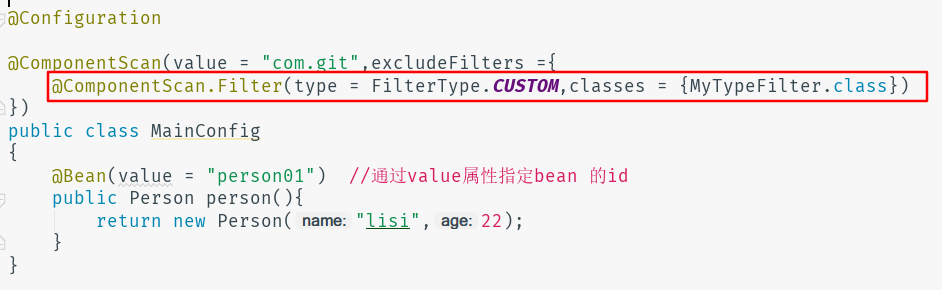 @Configuration
@ComponentScan(value = "com.git",excludeFilters ={
@ComponentScan.Filter(type = FilterType.CUSTOM,classes = {MyTypeFilter.class})
})
public class MainConfig
{
@Bean(value = "person01")  //通过value属性指定bean 的id
public Person person(){
return new Person( name: "lisi", age: 22);
}
}